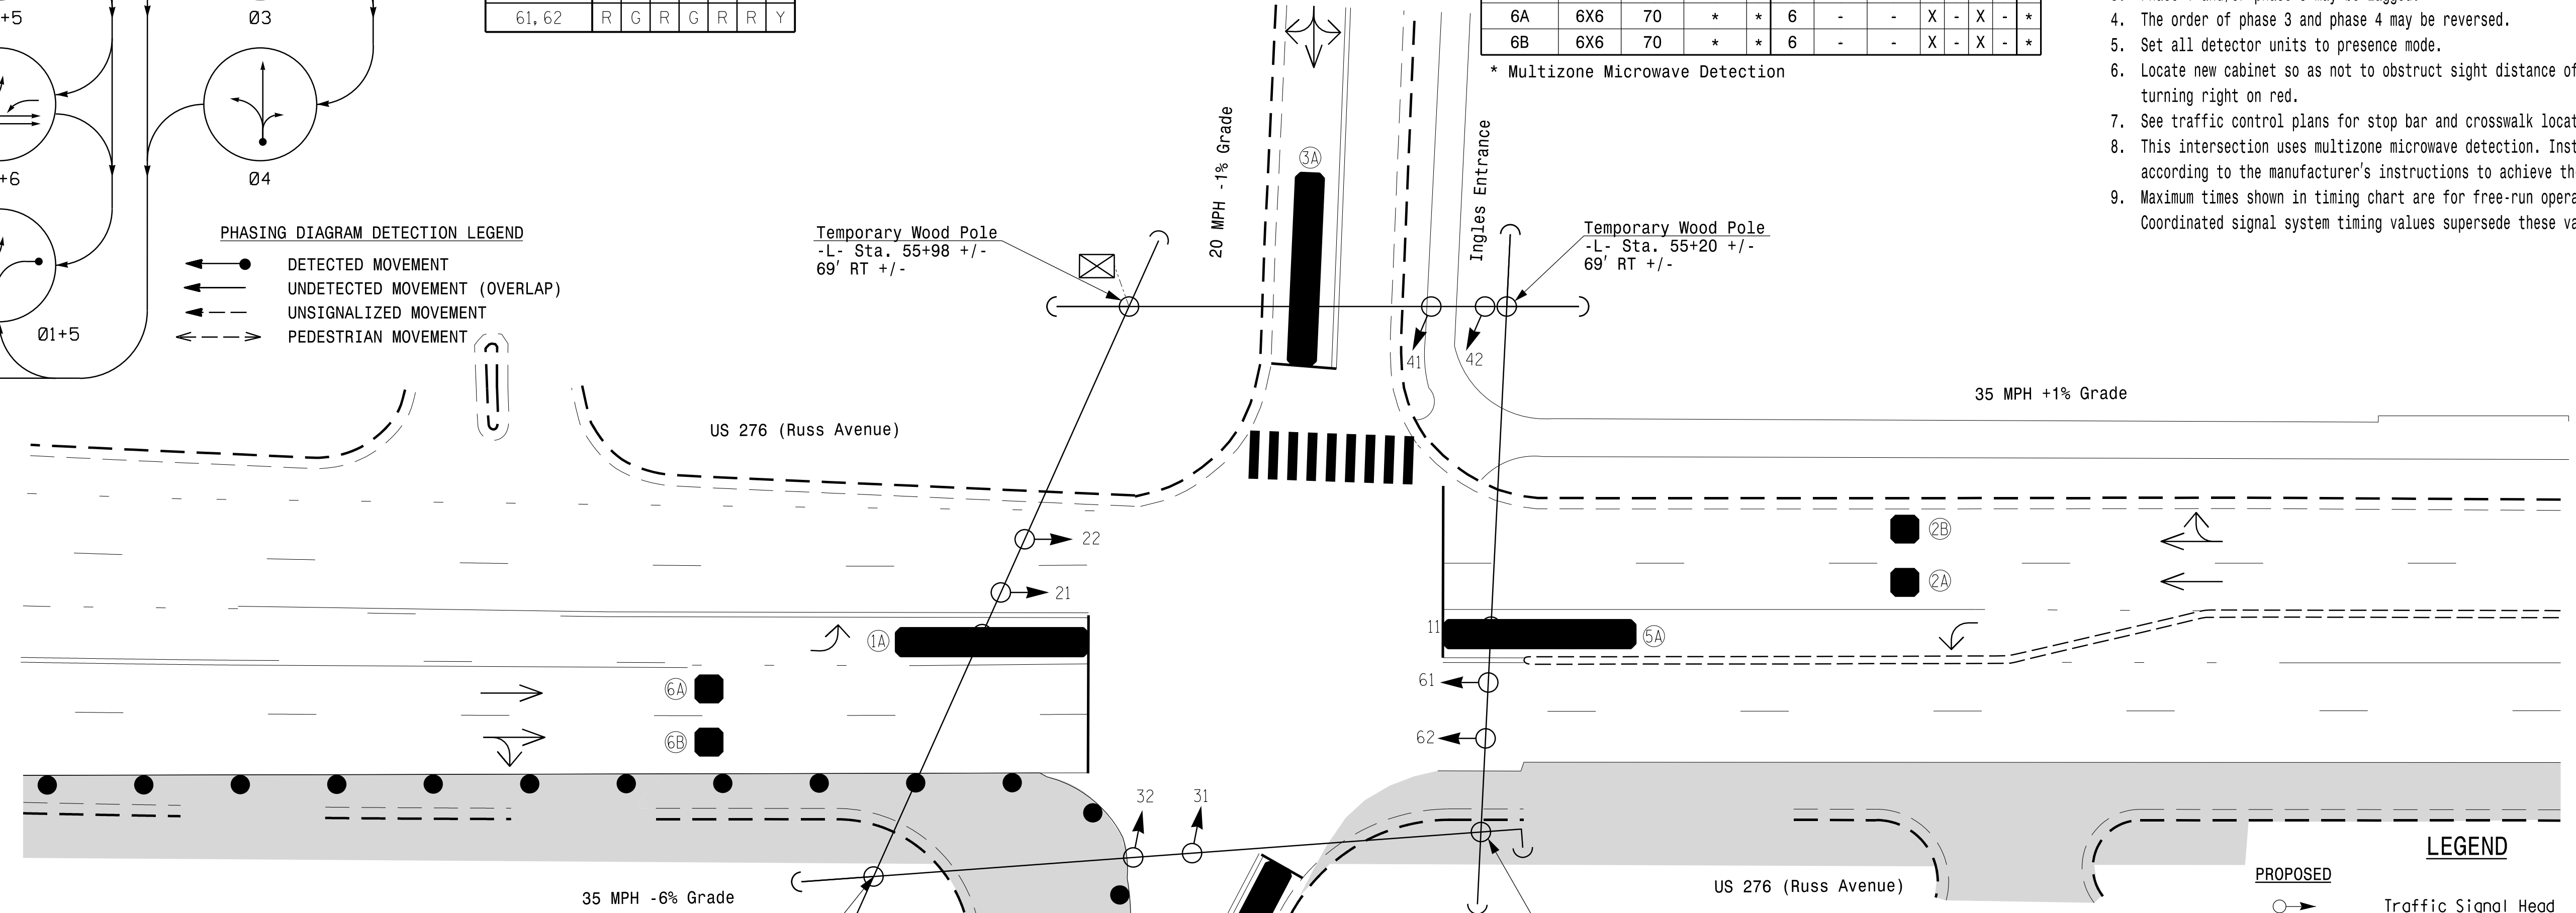 +5
Ø3
+6
Ø4
Ø1+5
61,62 R G R G R R Y
PHASING DIAGRAM DETECTION LEGEND
DETECTED MOVEMENT
UNDETECTED MOVEMENT (OVERLAP)
UNSIGNALIZED MOVEMENT
PEDESTRIAN MOVEMENT
6A 6X6 70 * * 6 - - X - X - *
6B 6X6 70 * * 6 - - X - X - *
* Multizone Microwave Detection
4. The order of phase 3 and phase 4 may be reversed.
5. Set all detector units to presence mode.
6. Locate new cabinet so as not to obstruct sight distance of
turning right on red.
7. See traffic control plans for stop bar and crosswalk locat
8. This intersection uses multizone microwave detection. Inst
according to the manufacturer's instructions to achieve th
9. Maximum times shown in timing chart are for free-run opera
Coordinated signal system timing values supersede these va
Temporary Wood Pole
-L- Sta. 55+98 +/-
69' RT +/-
20 MPH -1% Grade
3A
Ingles Entrance
Temporary Wood Pole
-L- Sta. 55+20 +/-
69' RT +/-
41
42
35 MPH +1% Grade
US 276 (Russ Avenue)
22
21
2B
2A
1A
11
5A
6A
61
6B
62
32
31
35 MPH -6% Grade
US 276 (Russ Avenue)
LEGEND
PROPOSED
Traffic Signal Head